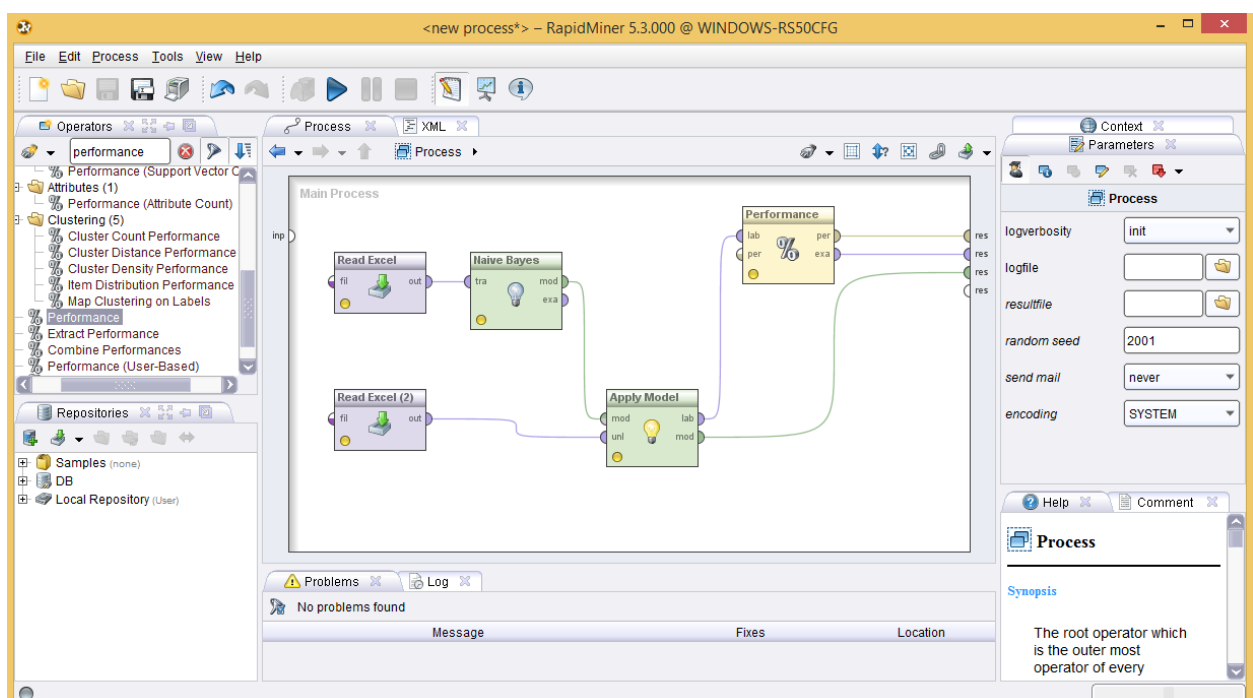 <new process*> – RapidMiner 5.3.000 @ WINDOWS-RS50CFG
File Edit Process Tools View Help
Operators
performance
Performance (Support Vector C
Attributes (1)
Performance (Attribute Count)
Clustering (5)
Cluster Count Performance
Cluster Distance Performance
Cluster Density Performance
Item Distribution Performance
Map Clustering on Labels
Performance
Extract Performance
Combine Performances
Performance (User-Based)
Repositories
Samples (none)
DB
Local Repository (User)
Process XML
Process
Main Process
inp
Read Excel
fil out
Naive Bayes
tra mod
exa
Performance
lab per
per exa
res
res
res
res
Read Excel (2)
fil out
Apply Model
mod lab
unl mod
Problems Log
No problems found
Message Fixes Location
Context
Parameters
Process
logverbosity init
logfile
resultfile
random seed 2001
send mail never
encoding SYSTEM
Help Comment
Process
Synopsis
The root operator which
is the outer most
operator of every